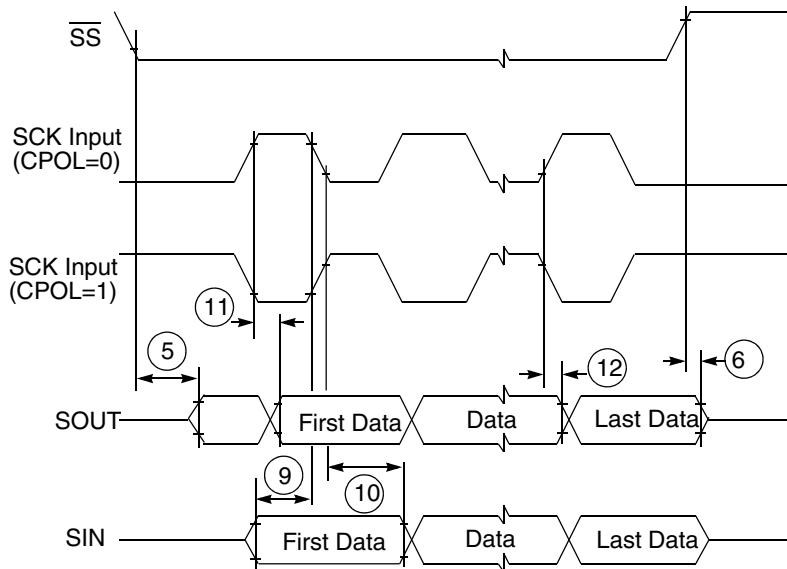 SS
SCK Input
(CPOL=0)
SCK Input
(CPOL=1)
11
5
12
6
SOUT
First Data
Data
Last Data
9
10
SIN
First Data
Data
Last Data